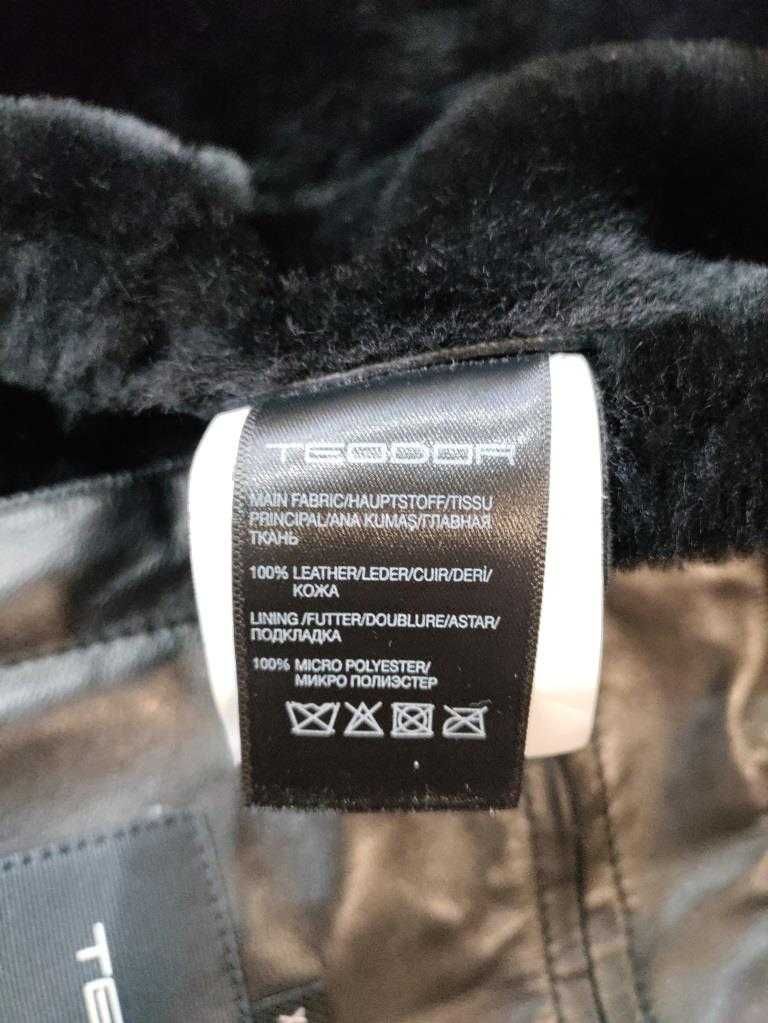 TEODOR
MAIN FABRIC/HAUPTSTOFF/TISSU
PRINCIPAL/ANA KUMAŞ/ГЛАВНАЯ
ТКАНЬ
100% LEATHER/LEDER/CUIR/DERİ/
КОЖА
LINING /FUTTER/DOUBLURE/ASTAR/
ПОДКЛАДКА
100% MICRO POLYESTER/
МИКРО ПОЛИЭСТЕР
TE